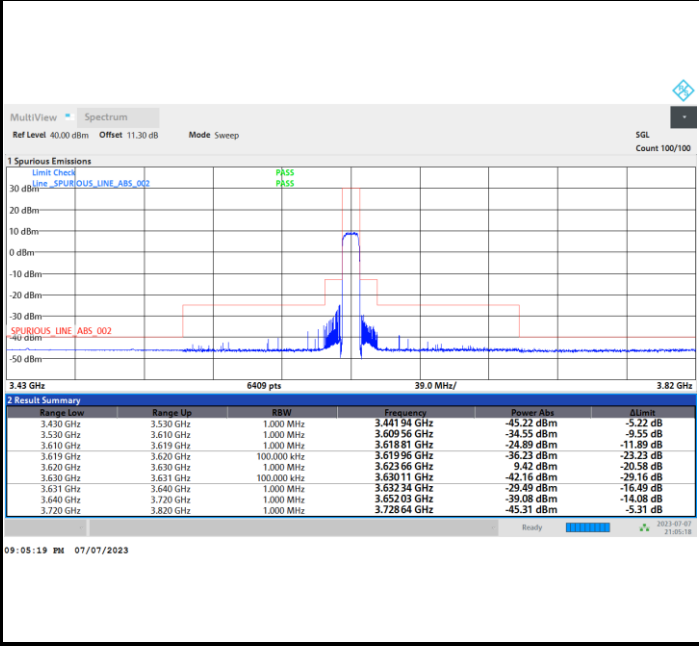 MultiView Spectrum
Ref Level 40.00 dBm Offset 11.30 dB Mode Sweep SGL
Count 100/100
1 Spurious Emissions
Limit Check PASS
Line _SPURIOUS_LINE_ABS_002 PASS
30 dBm
20 dBm
10 dBm
0 dBm
-10 dBm
-20 dBm
-30 dBm
_SPURIOUS_LINE_ABS_002
-40 dBm
-50 dBm
3.43 GHz 6409 pts 39.0 MHz/ 3.82 GHz
2 Result Summary
Range Low Range Up RBW Frequency Power Abs ΔLimit
3.430 GHz 3.530 GHz 1.000 MHz 3.441 94 GHz -45.22 dBm -5.22 dB
3.530 GHz 3.610 GHz 1.000 MHz 3.609 56 GHz -34.55 dBm -9.55 dB
3.610 GHz 3.619 GHz 1.000 MHz 3.618 81 GHz -24.89 dBm -11.89 dB
3.619 GHz 3.620 GHz 100.000 kHz 3.619 96 GHz -36.23 dBm -23.23 dB
3.620 GHz 3.630 GHz 1.000 MHz 3.623 66 GHz 9.42 dBm -20.58 dB
3.630 GHz 3.631 GHz 100.000 kHz 3.630 11 GHz -42.16 dBm -29.16 dB
3.631 GHz 3.640 GHz 1.000 MHz 3.632 34 GHz -29.49 dBm -16.49 dB
3.640 GHz 3.720 GHz 1.000 MHz 3.652 03 GHz -39.08 dBm -14.08 dB
3.720 GHz 3.820 GHz 1.000 MHz 3.728 64 GHz -45.31 dBm -5.31 dB
Ready 2023-07-07
21:05:18
09:05:19 PM 07/07/2023